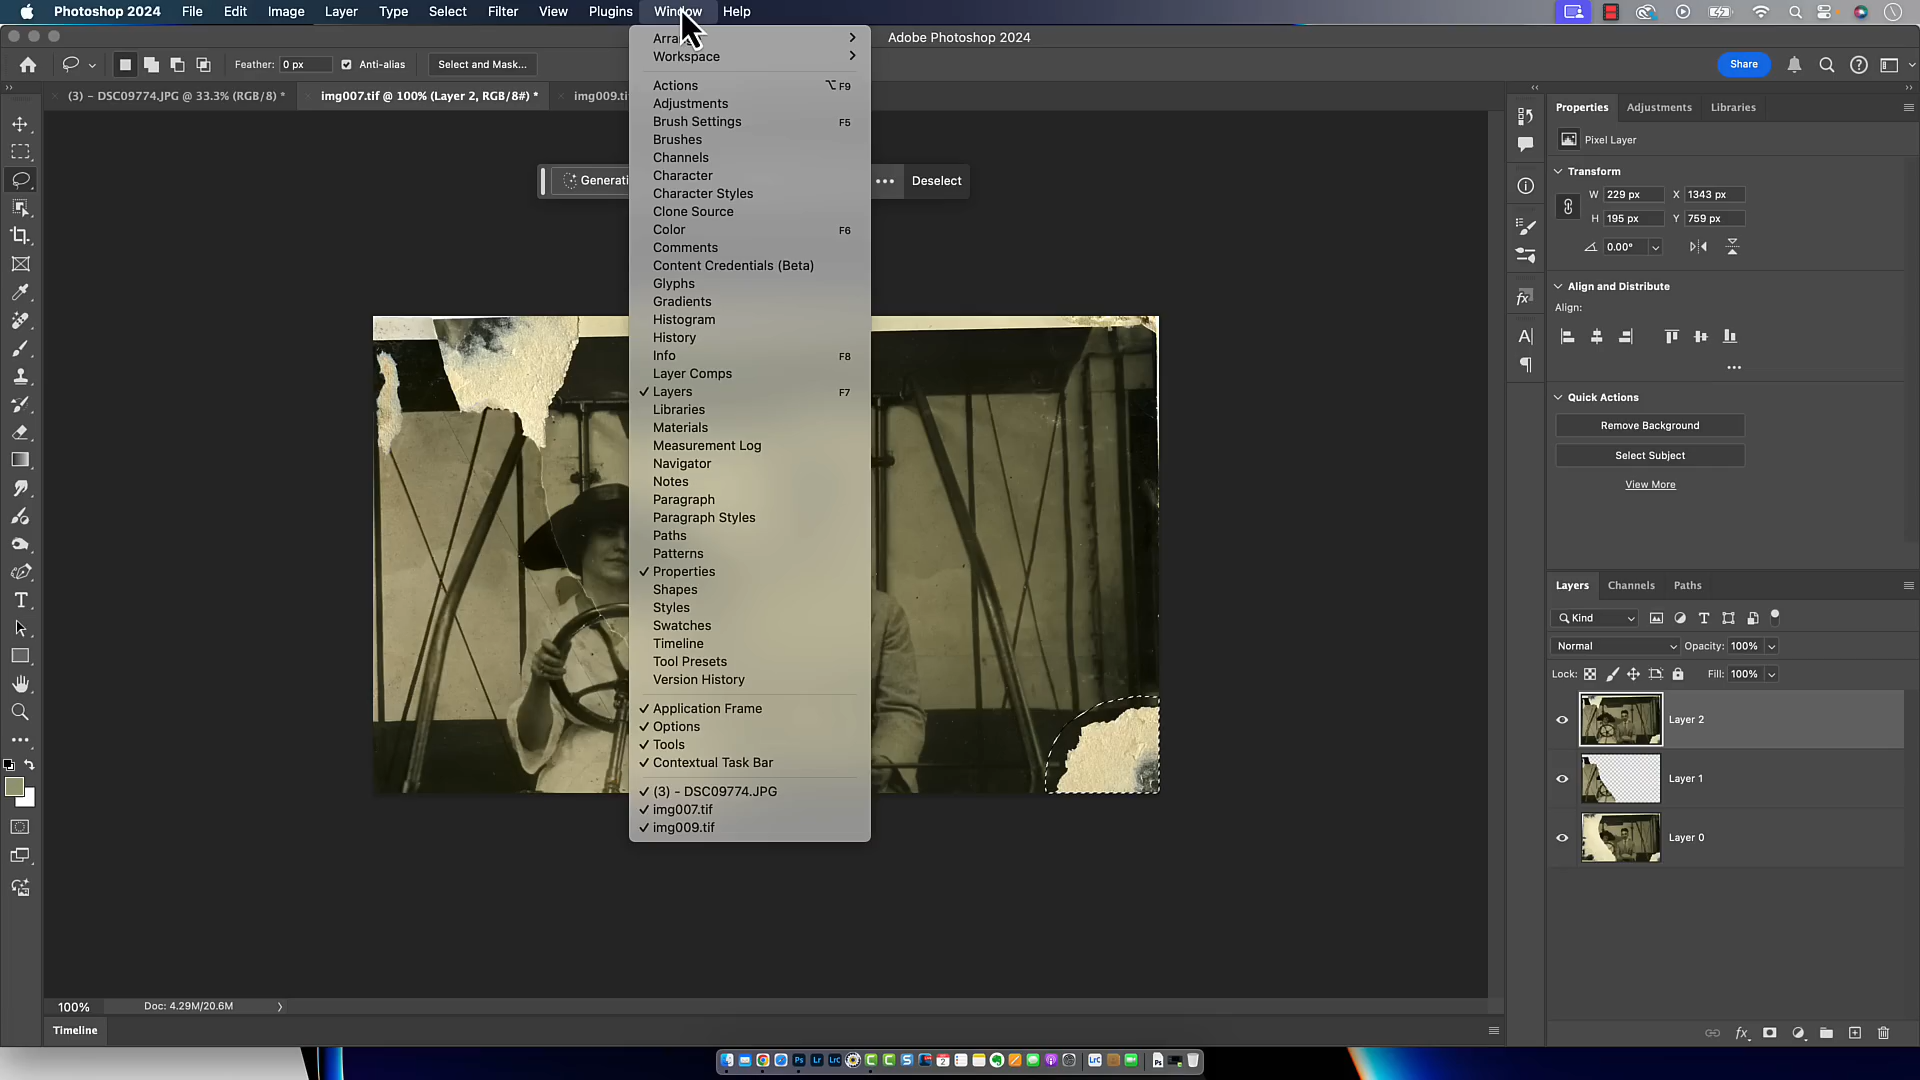 Photoshop 2024 File Edit Image Layer Type Select Filter View Plugins Window Help
Adobe Photoshop 2024
Feather: 0 px Anti-alias Select and Mask... Share
(3) - DSC09774.JPG @ 33.3% (RGB/8) * img007.tif @ 100% (Layer 2, RGB/8#) * img009.ti
Workspace
Actions ⌥ F9
Adjustments
Brush Settings F5
Brushes
Channels
Character
Character Styles
Clone Source
Color F6
Comments
Content Credentials (Beta)
Glyphs
Gradients
Histogram
History
Info F8
Layer Comps
Layers F7
Libraries
Materials
Measurement Log
Navigator
Notes
Paragraph
Paragraph Styles
Paths
Patterns
Properties
Shapes
Styles
Swatches
Timeline
Tool Presets
Version History
Application Frame
Options
Tools
Contextual Task Bar
(3) - DSC09774.JPG
img007.tif
img009.tif
Generati
Deselect
Properties Adjustments Libraries
Pixel Layer
Transform
W 229 px X 1343 px
H 195 px Y 759 px
0.00°
Align and Distribute
Align:
Quick Actions
Remove Background
Select Subject
View More
Layers Channels Paths
Kind
Normal Opacity: 100%
Lock: Fill: 100%
Layer 2
Layer 1
Layer 0
100% Doc: 4.29M/20.6M
Timeline